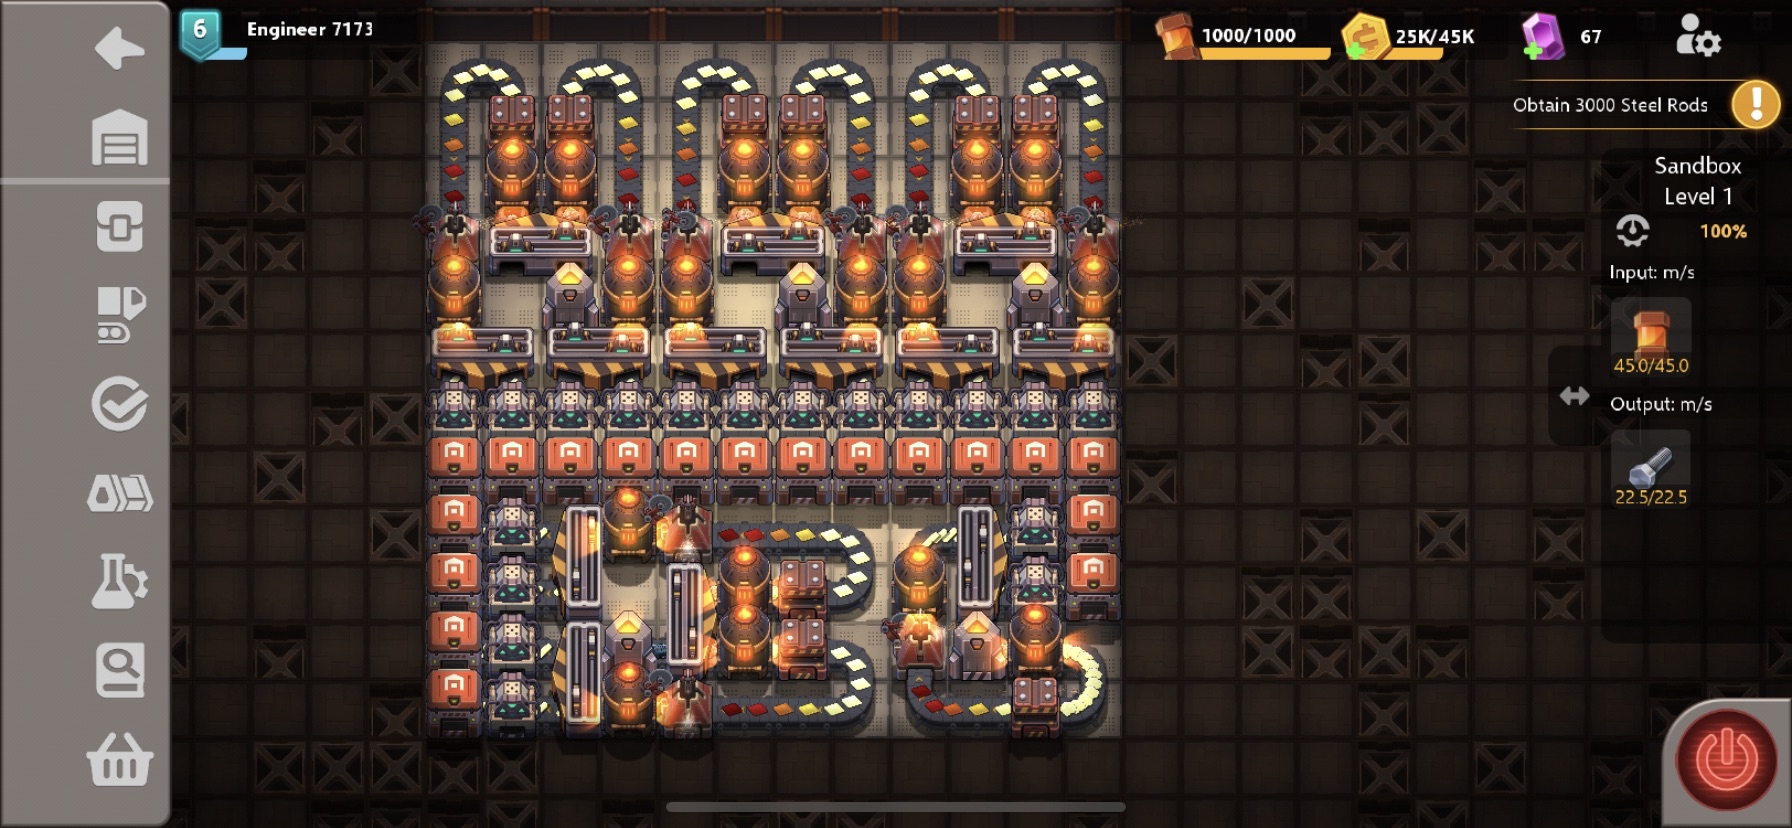 6
Engineer 7173
1000/1000
25K/45K
67
Obtain 3000 Steel Rods
Sandbox
Level 1
100%
Input: m/s
45.0/45.0
Output: m/s
22.5/22.5